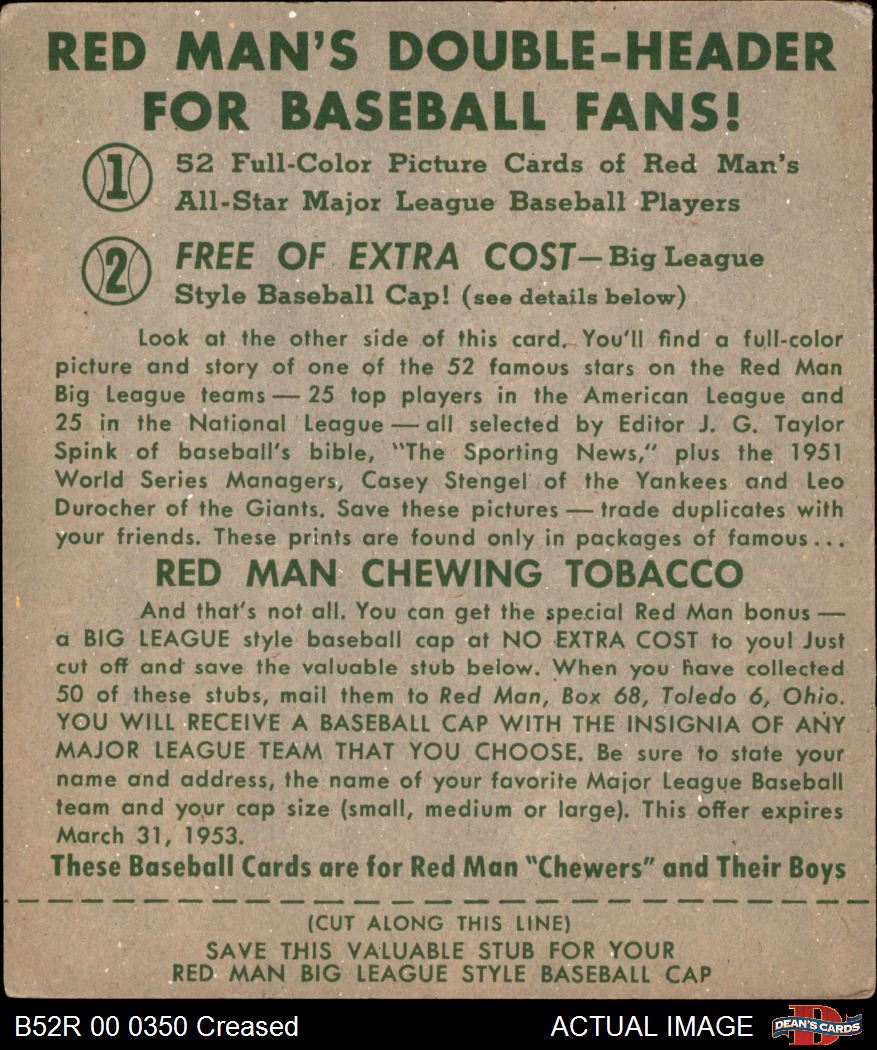 RED MAN'S DOUBLE-HEADER
FOR BASEBALL FANS!
1 52 Full-Color Picture Cards of Red Man's
All-Star Major League Baseball Players
2 FREE OF EXTRA COST—Big League
Style Baseball Cap! (see details below)
Look at the other side of this card. You'll find a full-color
picture and story of one of the 52 famous stars on the Red Man
Big League teams — 25 top players in the American League and
25 in the National League — all selected by Editor J. G. Taylor
Spink of baseball's bible, "The Sporting News," plus the 1951
World Series Managers, Casey Stengel of the Yankees and Leo
Durocher of the Giants. Save these pictures — trade duplicates with
your friends. These prints are found only in packages of famous...
RED MAN CHEWING TOBACCO
And that's not all. You can get the special Red Man bonus —
a BIG LEAGUE style baseball cap at NO EXTRA COST to you! Just
cut off and save the valuable stub below. When you have collected
50 of these stubs, mail them to Red Man, Box 68, Toledo 6, Ohio.
YOU WILL RECEIVE A BASEBALL CAP WITH THE INSIGNIA OF ANY
MAJOR LEAGUE TEAM THAT YOU CHOOSE. Be sure to state your
name and address, the name of your favorite Major League Baseball
team and your cap size (small, medium or large). This offer expires
March 31, 1953.
These Baseball Cards are for Red Man "Chewers" and Their Boys
(CUT ALONG THIS LINE)
SAVE THIS VALUABLE STUB FOR YOUR
RED MAN BIG LEAGUE STYLE BASEBALL CAP
B52R 00 0350 Creased ACTUAL IMAGE DEAN'S CARDS